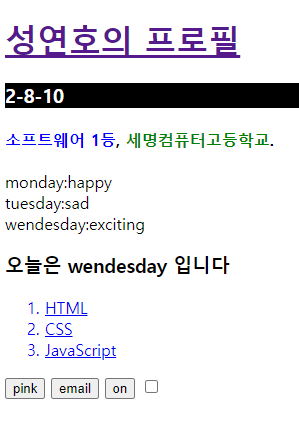 성연호의 프로필
2-8-10
소프트웨어 1등, 세명컴퓨터고등학교.
monday:happy
tuesday:sad
wendesday:exciting
오늘은 wendesday 입니다
1. HTML
2. CSS
3. JavaScript
pink email on